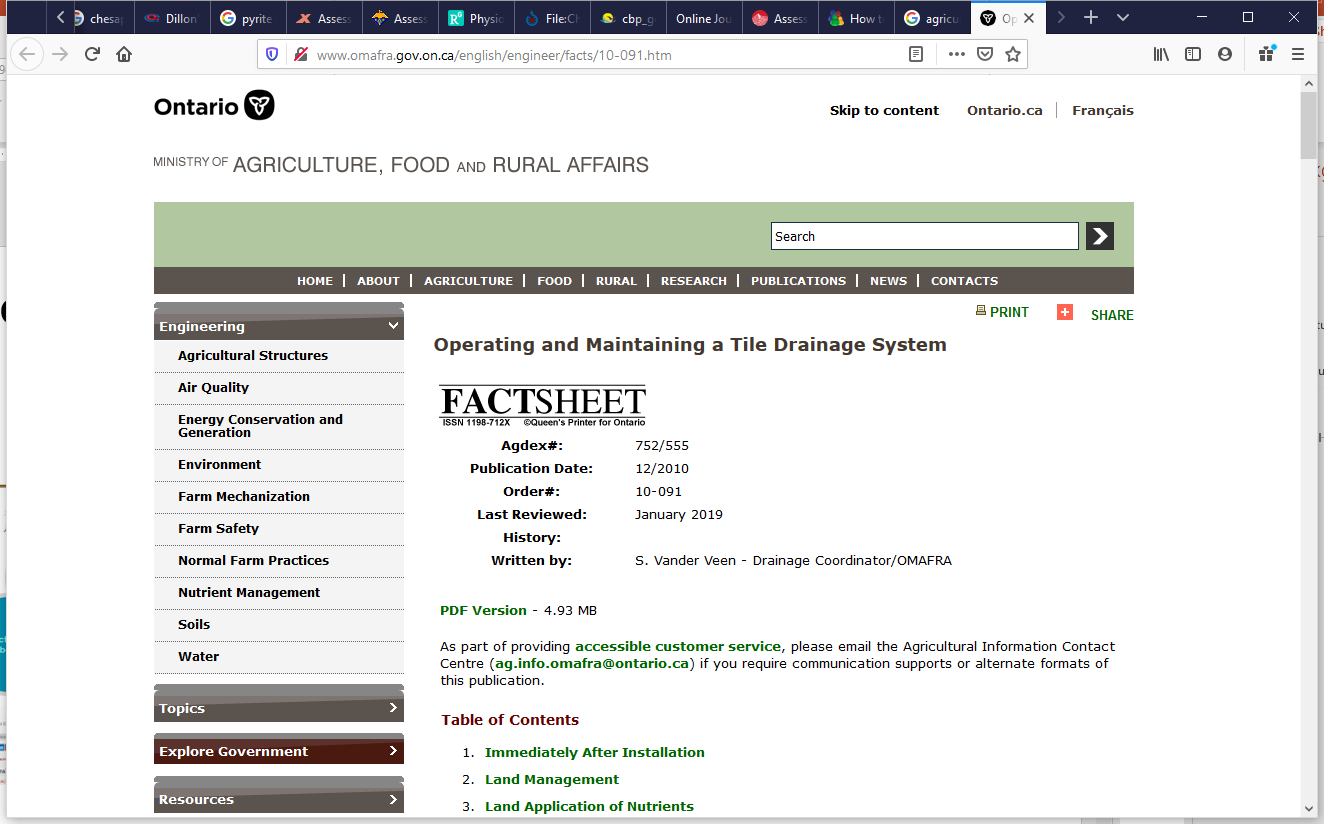 chesap
Dillon'
pyrite
Assess
Assess
Physio
File:Ch
cbp_g
Online Jou
Assess
How to
agricu
Op
www.omafra.gov.on.ca/english/engineer/facts/10-091.htm
Ontario
Skip to content
Ontario.ca
Français
MINISTRY OF AGRICULTURE, FOOD AND RURAL AFFAIRS
Search
HOME | ABOUT | AGRICULTURE | FOOD | RURAL | RESEARCH | PUBLICATIONS | NEWS | CONTACTS
Engineering
Agricultural Structures
Air Quality
Energy Conservation and
Generation
Environment
Farm Mechanization
Farm Safety
Normal Farm Practices
Nutrient Management
Soils
Water
Topics
Explore Government
Resources
PRINT
SHARE
Operating and Maintaining a Tile Drainage System
FACTSHEET
ISSN 1198-712X ©Queen's Printer for Ontario
Agdex#: 752/555
Publication Date: 12/2010
Order#: 10-091
Last Reviewed: January 2019
History:
Written by: S. Vander Veen - Drainage Coordinator/OMAFRA
PDF Version - 4.93 MB
As part of providing accessible customer service, please email the Agricultural Information Contact
Centre (ag.info.omafra@ontario.ca) if you require communication supports or alternate formats of
this publication.
Table of Contents
1. Immediately After Installation
2. Land Management
3. Land Application of Nutrients